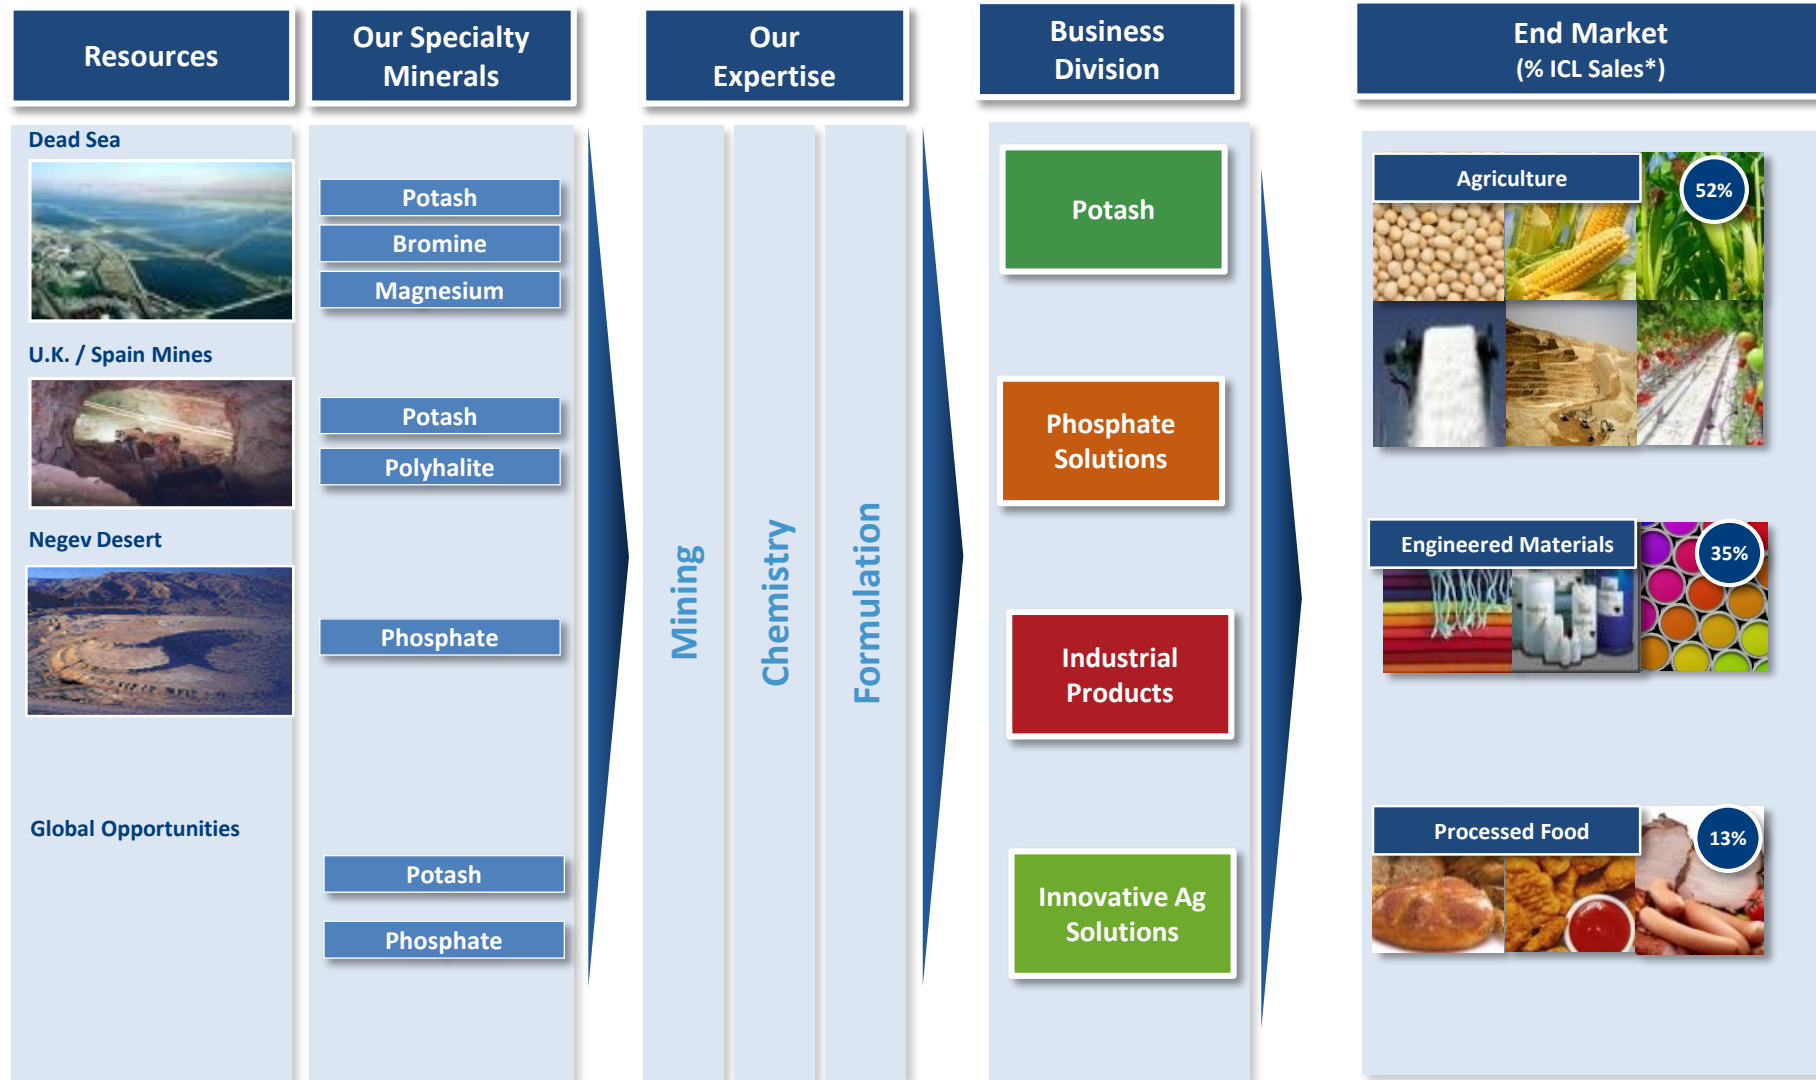 Resources
Our Specialty
Minerals
Our
Expertise
Business
Division
End Market
(% ICL Sales*)
Dead Sea
Potash
Bromine
Magnesium
U.K. / Spain Mines
Potash
Polyhalite
Negev Desert
Phosphate
Global Opportunities
Potash
Phosphate
Mining
Chemistry
Formulation
Potash
Phosphate
Solutions
Industrial
Products
Innovative Ag
Solutions
Agriculture
52%
Engineered Materials
35%
Processed Food
13%